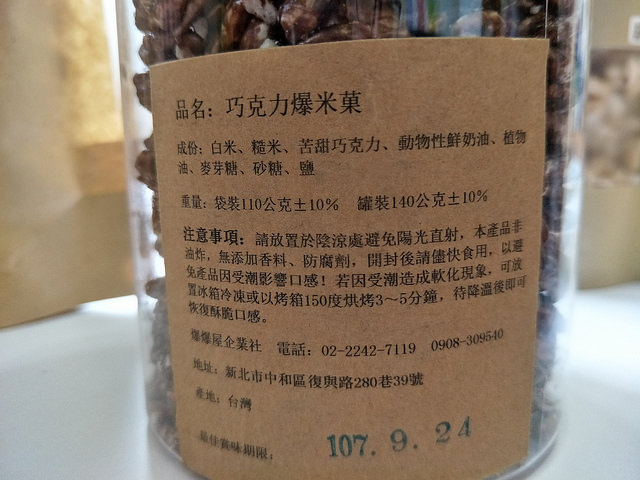 品名：巧克力爆米菓
成份：白米、糙米、苦甜巧克力、動物性鮮奶油、植物
油、麥芽糖、砂糖、鹽
重量：袋裝110公克±10%　罐裝140公克±10%
注意事項：請放置於陰涼處避免陽光直射，本產品非
油炸，無添加香料、防腐劑，開封後請儘快食用，以避
免產品因受潮影響口感！若因受潮造成軟化現象，可放
置冰箱冷凍或以烤箱150度烘烤3～5分鐘，待降溫後即可
恢復酥脆口感。
爆爆屋企業社　電話：02-2242-7119　0908-309540
地址：新北市中和區復興路280巷39號
產地：台灣
最佳賞味期限：107. 9. 24